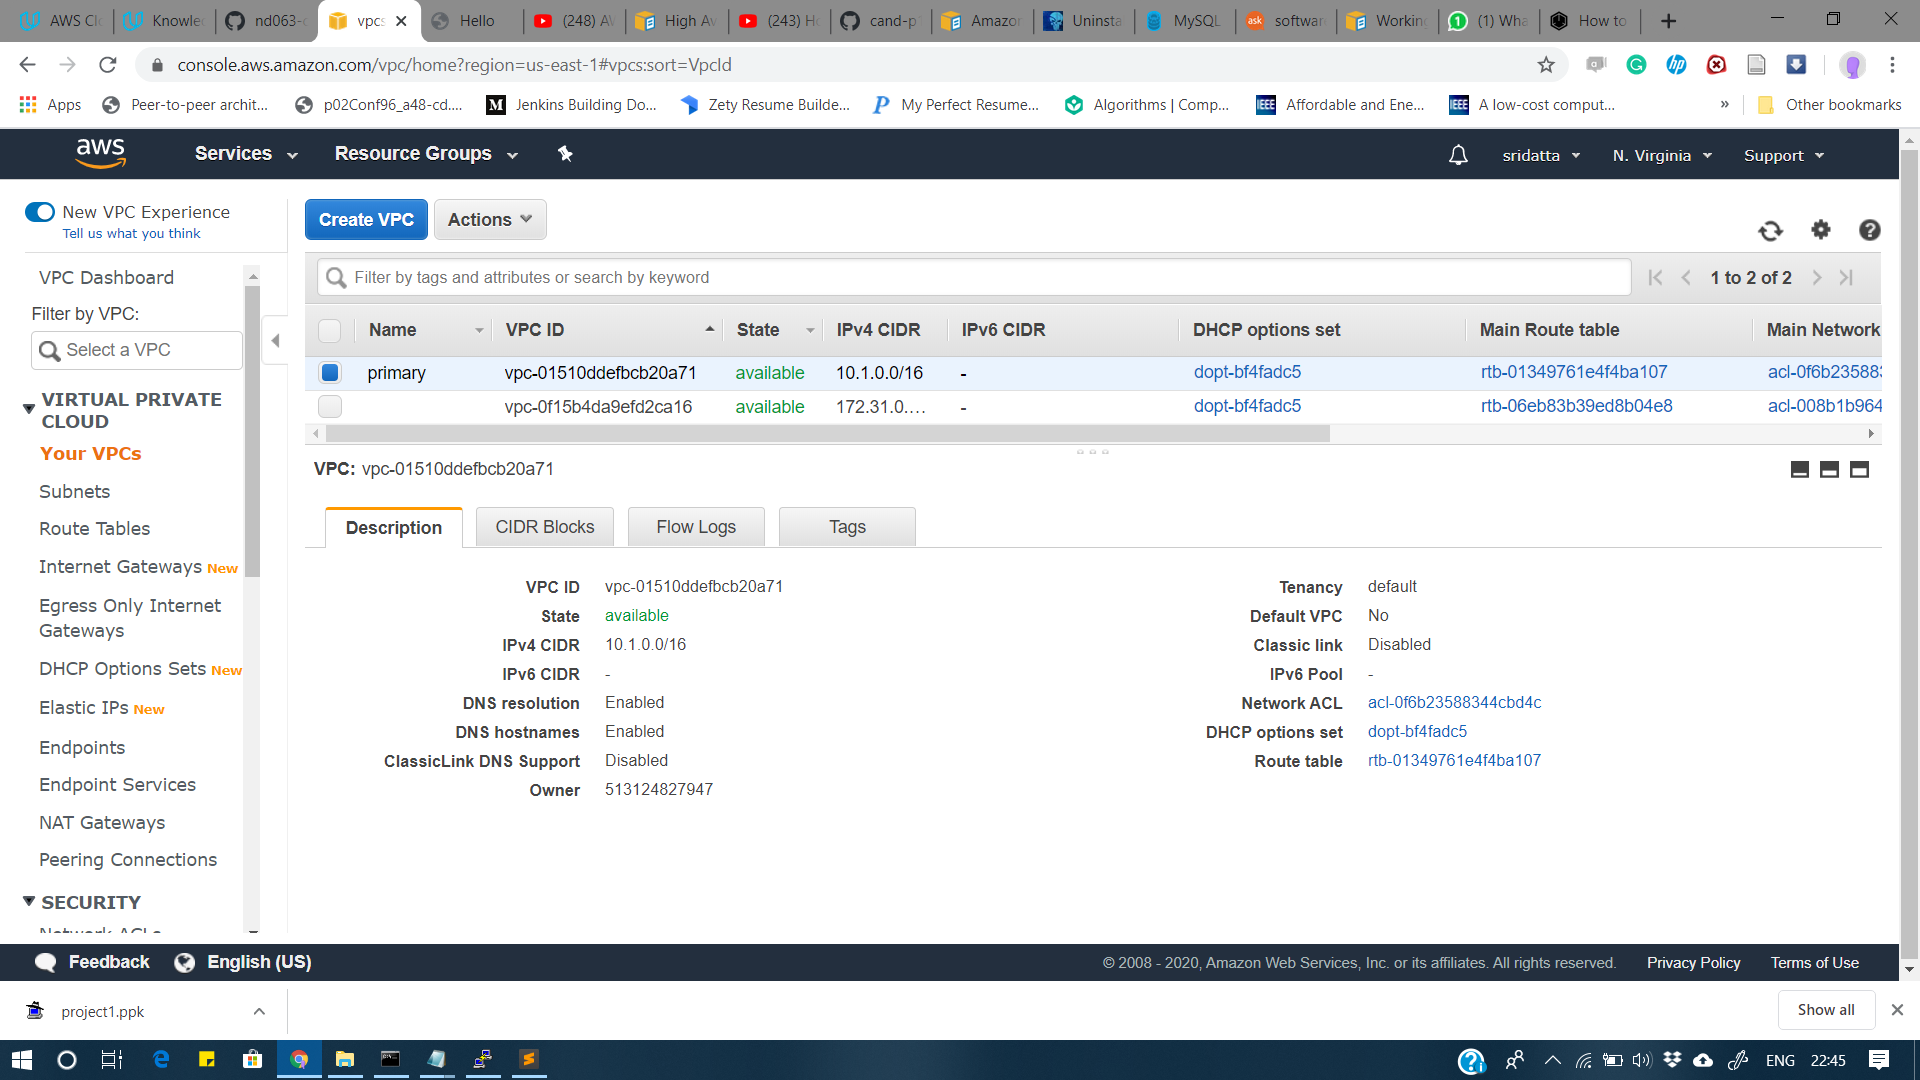 AWS Cl
Knowle
nd063-c
vpcs
Hello
(248) A
High Av
(243) H
cand-p
Amazon
Uninsta
MySQL
ask
softwar
Working
(1) Wha
How to
console.aws.amazon.com/vpc/home?region=us-east-1#vpcs:sort=VpcId
Apps
Peer-to-peer archit...
p02Conf96_a48-cd....
Jenkins Building Do...
Zety Resume Builde...
My Perfect Resume...
Algorithms | Comp...
IEEE
Affordable and Ene...
IEEE
A low-cost comput...
»
Other bookmarks
aws
Services
Resource Groups
sridatta
N. Virginia
Support
New VPC Experience
Tell us what you think
VPC Dashboard
Filter by VPC:
Select a VPC
VIRTUAL PRIVATE
CLOUD
Your VPCs
Subnets
Route Tables
Internet Gateways New
Egress Only Internet
Gateways
DHCP Options Sets New
Elastic IPs New
Endpoints
Endpoint Services
NAT Gateways
Peering Connections
SECURITY
Network ACLs
Create VPC
Actions
Filter by tags and attributes or search by keyword
1 to 2 of 2
Name VPC ID State IPv4 CIDR IPv6 CIDR DHCP options set Main Route table Main Network
primary vpc-01510ddefbcb20a71 available 10.1.0.0/16 - dopt-bf4fadc5 rtb-01349761e4f4ba107 acl-0f6b23588
vpc-0f15b4da9efd2ca16 available 172.31.0.... - dopt-bf4fadc5 rtb-06eb83b39ed8b04e8 acl-008b1b964
VPC: vpc-01510ddefbcb20a71
Description
CIDR Blocks
Flow Logs
Tags
VPC ID vpc-01510ddefbcb20a71
State available
IPv4 CIDR 10.1.0.0/16
IPv6 CIDR -
DNS resolution Enabled
DNS hostnames Enabled
ClassicLink DNS Support Disabled
Owner 513124827947
Tenancy default
Default VPC No
Classic link Disabled
IPv6 Pool -
Network ACL acl-0f6b23588344cbd4c
DHCP options set dopt-bf4fadc5
Route table rtb-01349761e4f4ba107
Feedback
English (US)
© 2008 - 2020, Amazon Web Services, Inc. or its affiliates. All rights reserved.
Privacy Policy
Terms of Use
project1.ppk
Show all
ENG
22:45